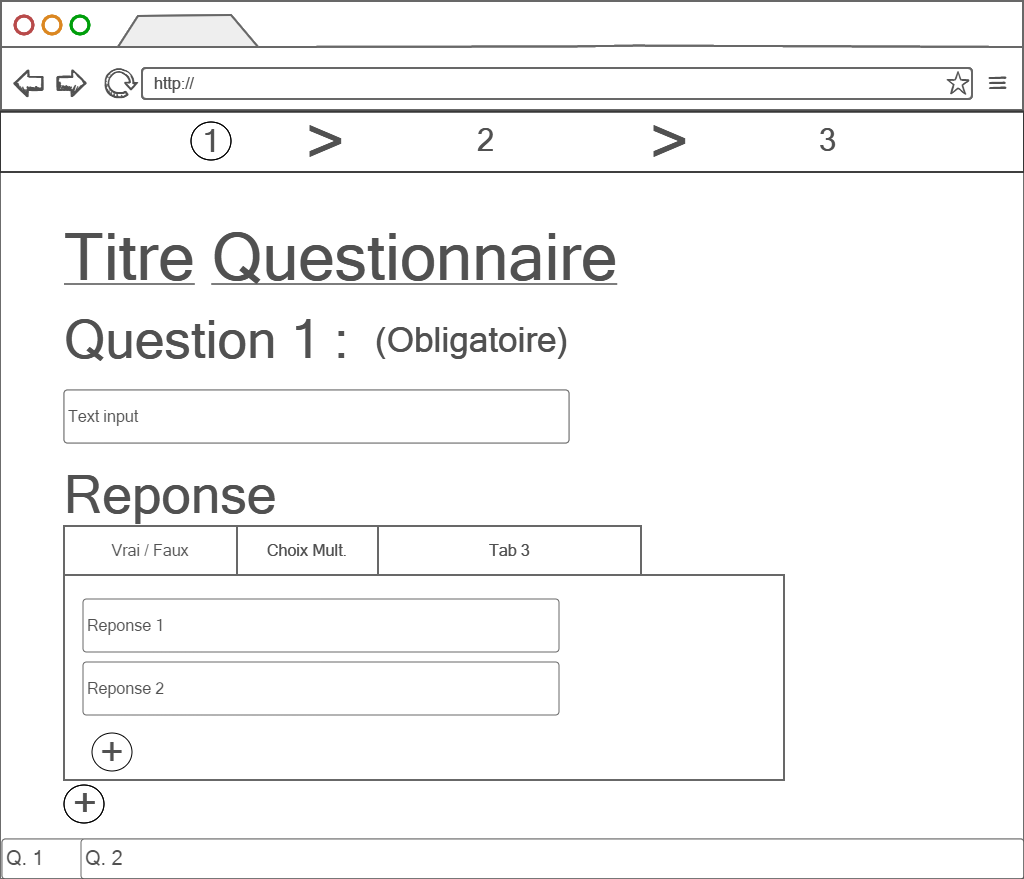 http://
1 > 2 > 3
Titre Questionnaire
Question 1 : (Obligatoire)
Text input
Reponse
Vrai / Faux Choix Mult. Tab 3
Reponse 1
Reponse 2
+
+
Q. 1 Q. 2